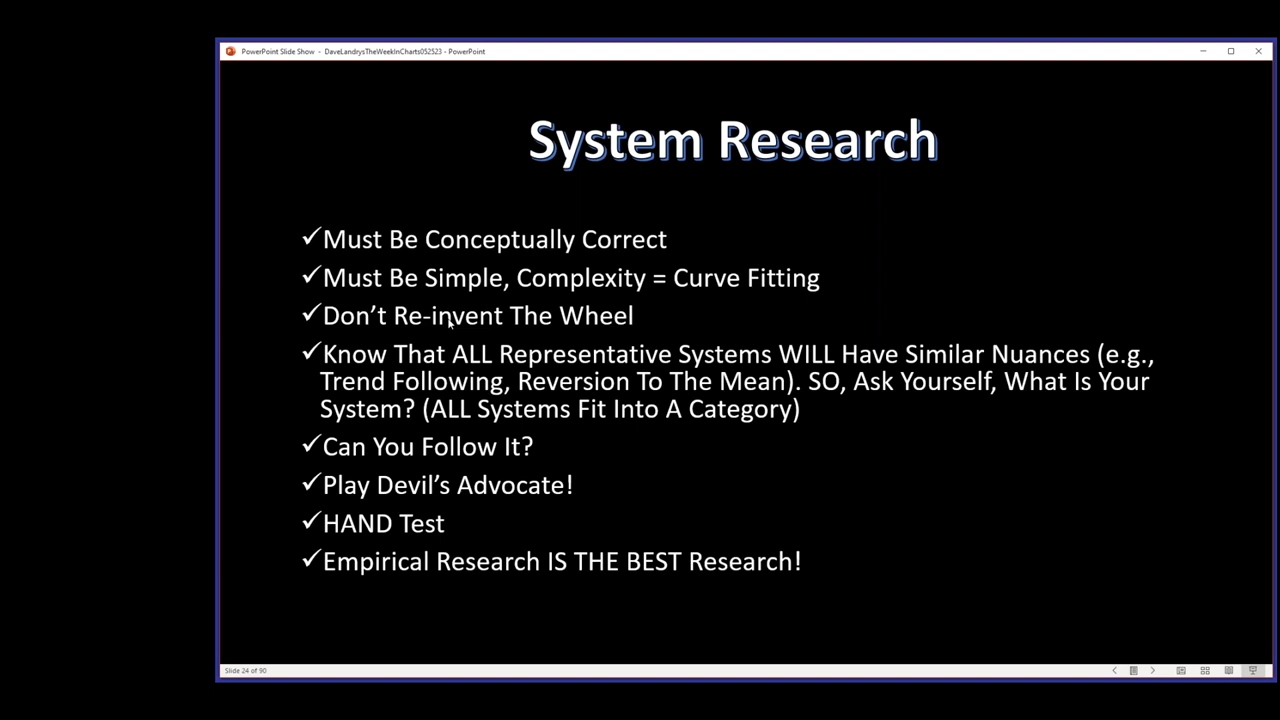 PowerPoint Slide Show - DaveLandrysTheWeekInCharts052523 - PowerPoint
System Research
✓Must Be Conceptually Correct
✓Must Be Simple, Complexity = Curve Fitting
✓Don’t Re-invent The Wheel
✓Know That ALL Representative Systems WILL Have Similar Nuances (e.g.,
Trend Following, Reversion To The Mean). SO, Ask Yourself, What Is Your
System? (ALL Systems Fit Into A Category)
✓Can You Follow It?
✓Play Devil’s Advocate!
✓HAND Test
✓Empirical Research IS THE BEST Research!
Slide 24 of 90